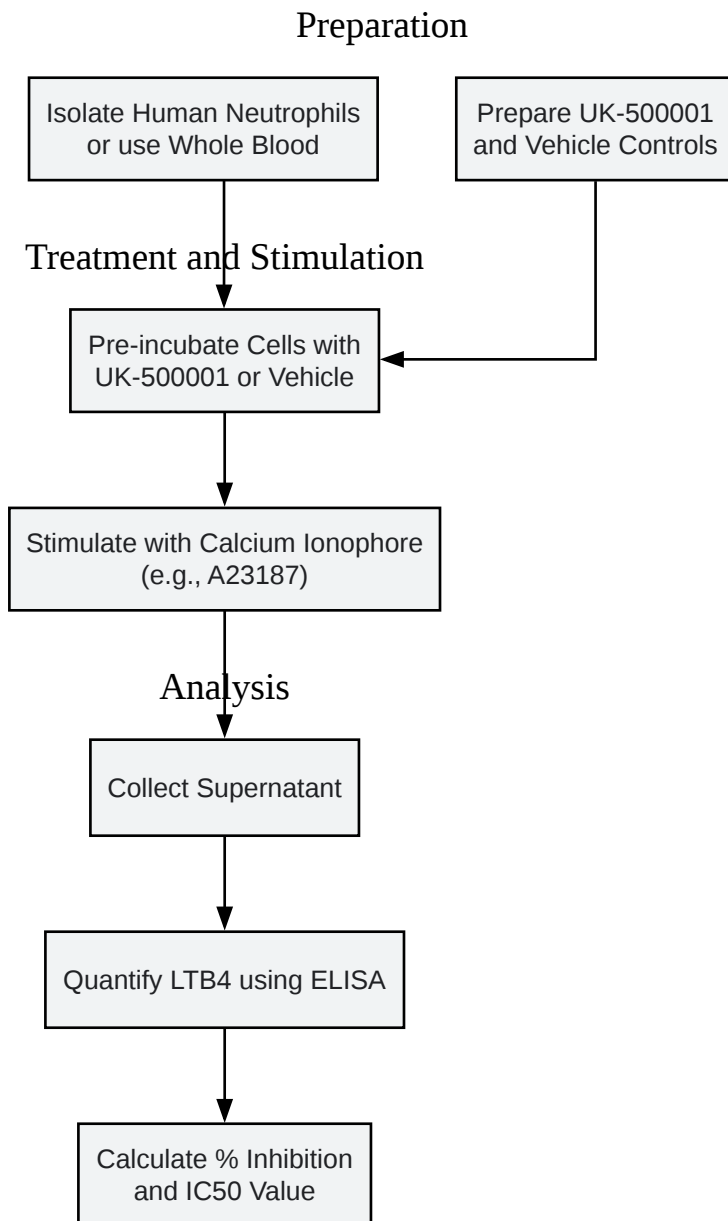 Preparation
Isolate Human Neutrophils
or use Whole Blood
Prepare UK-500001
and Vehicle Controls
Treatment and Stimulation
Pre-incubate Cells with
UK-500001 or Vehicle
Stimulate with Calcium Ionophore
(e.g., A23187)
Analysis
Collect Supernatant
Quantify LTB4 using ELISA
Calculate % Inhibition
and IC50 Value